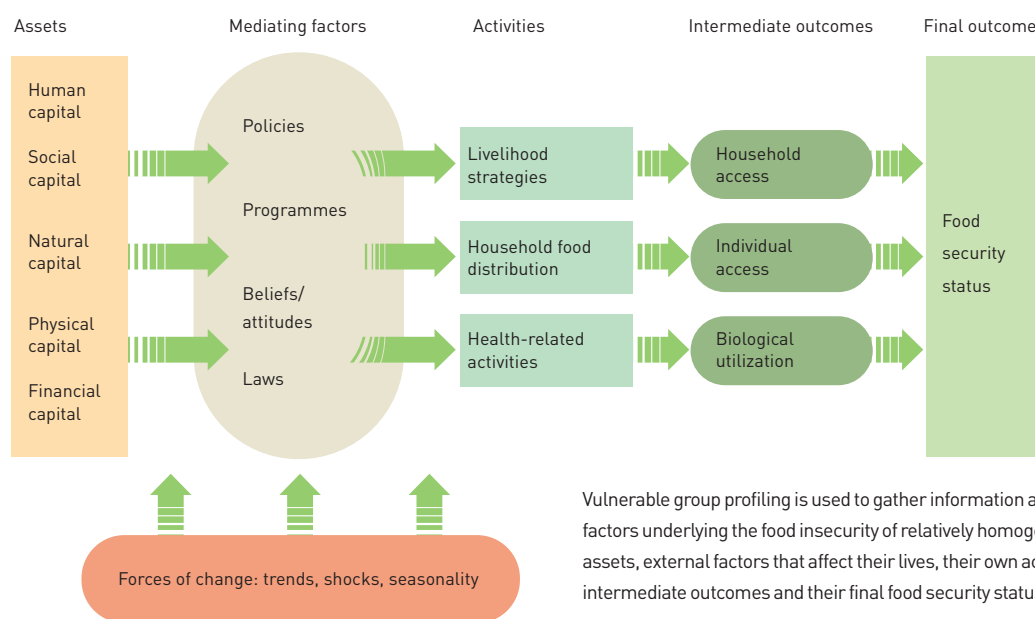 Assets
Mediating factors
Activities
Intermediate outcomes
Final outcome
Human
capital
Social
capital
Natural
capital
Physical
capital
Financial
capital
Policies
Programmes
Beliefs/
attitudes
Laws
Livelihood
strategies
Household food
distribution
Health-related
activities
Household
access
Individual
access
Biological
utilization
Food
security
status
Forces of change: trends, shocks, seasonality
Vulnerable group profiling is used to gather information
factors underlying the food insecurity of relatively
assets, external factors that affect their lives, their own
intermediate outcomes and their final food security